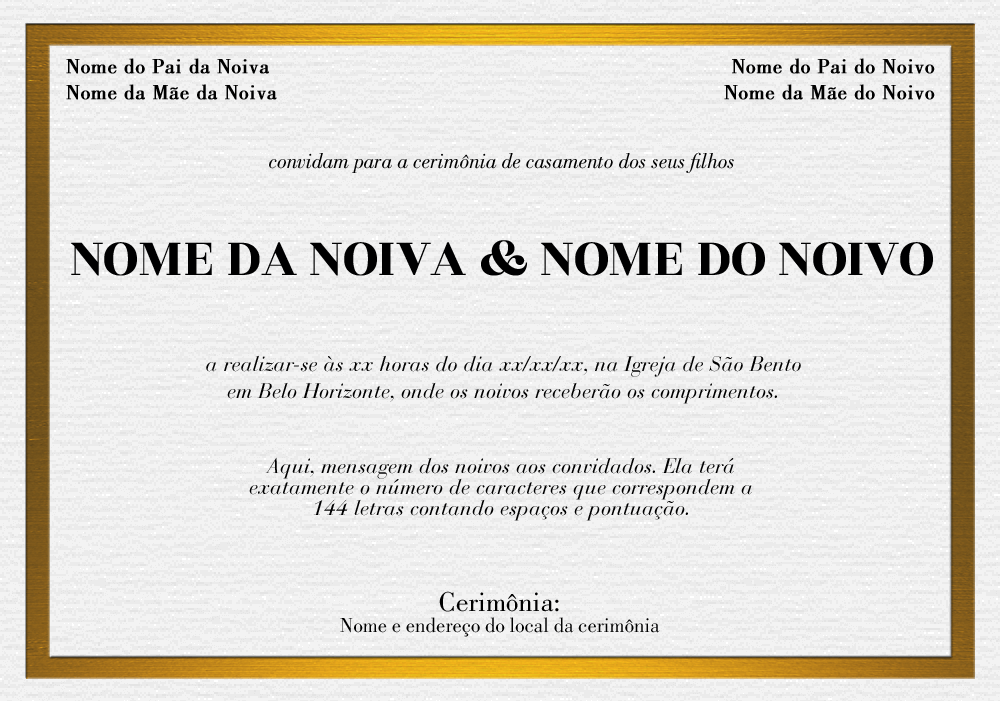 Nome do Pai da Noiva
Nome da Mãe da Noiva
Nome do Pai do Noivo
Nome da Mãe do Noivo
convidam para a cerimônia de casamento dos seus filhos
NOME DA NOIVA & NOME DO NOIVO
a realizar-se às xx horas do dia xx/xx/xx, na Igreja de São Bento
em Belo Horizonte, onde os noivos receberão os comprimentos.
Aqui, mensagem dos noivos aos convidados. Ela terá
exatamente o número de caracteres que correspondem a
144 letras contando espaços e pontuação.
Cerimônia:
Nome e endereço do local da cerimônia